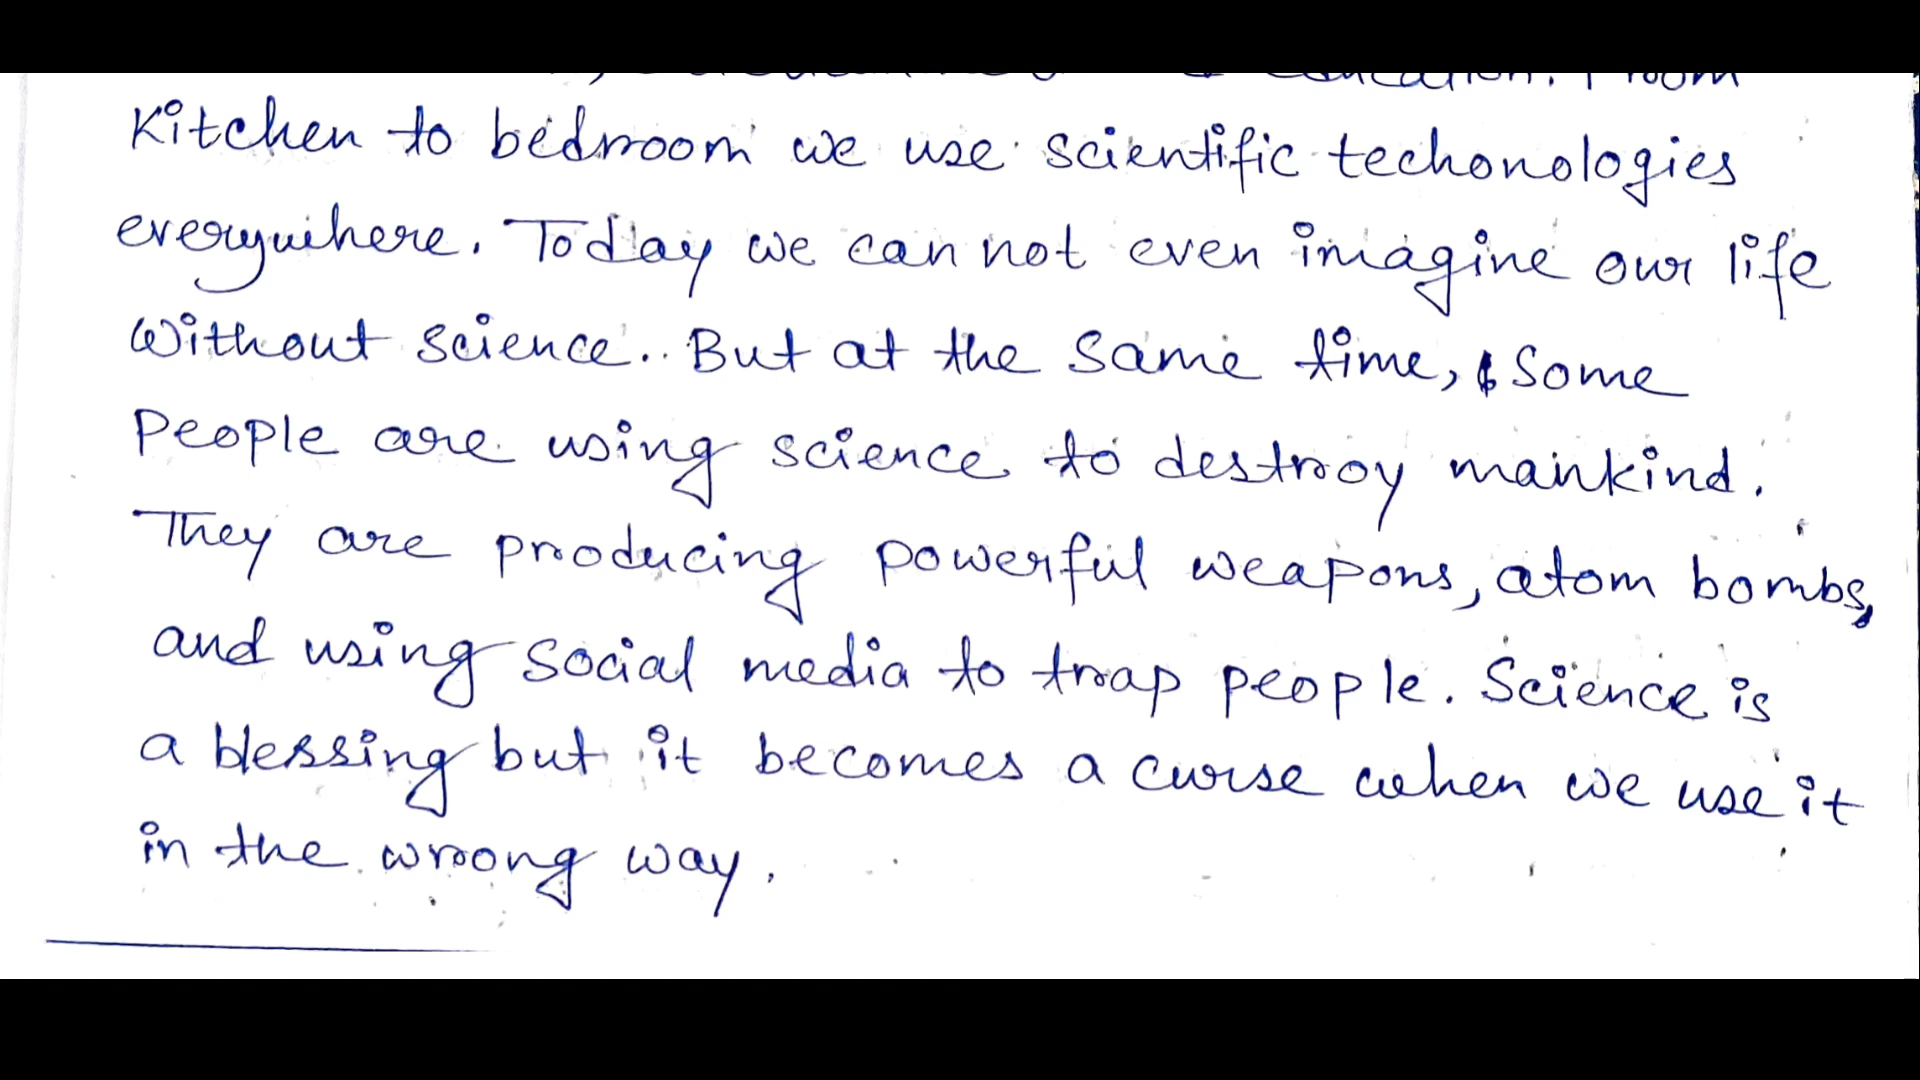 education. From
Kitchen to bedroom we use scientific techonologies
everywhere. Today we can not even imagine our life
without science. But at the same time, some
People are using science to destroy mankind.
They are producing powerful weapons, atom bombs,
and using social media to trap people. Science is
a blessing but it becomes a curse when we use it
in the wrong way.